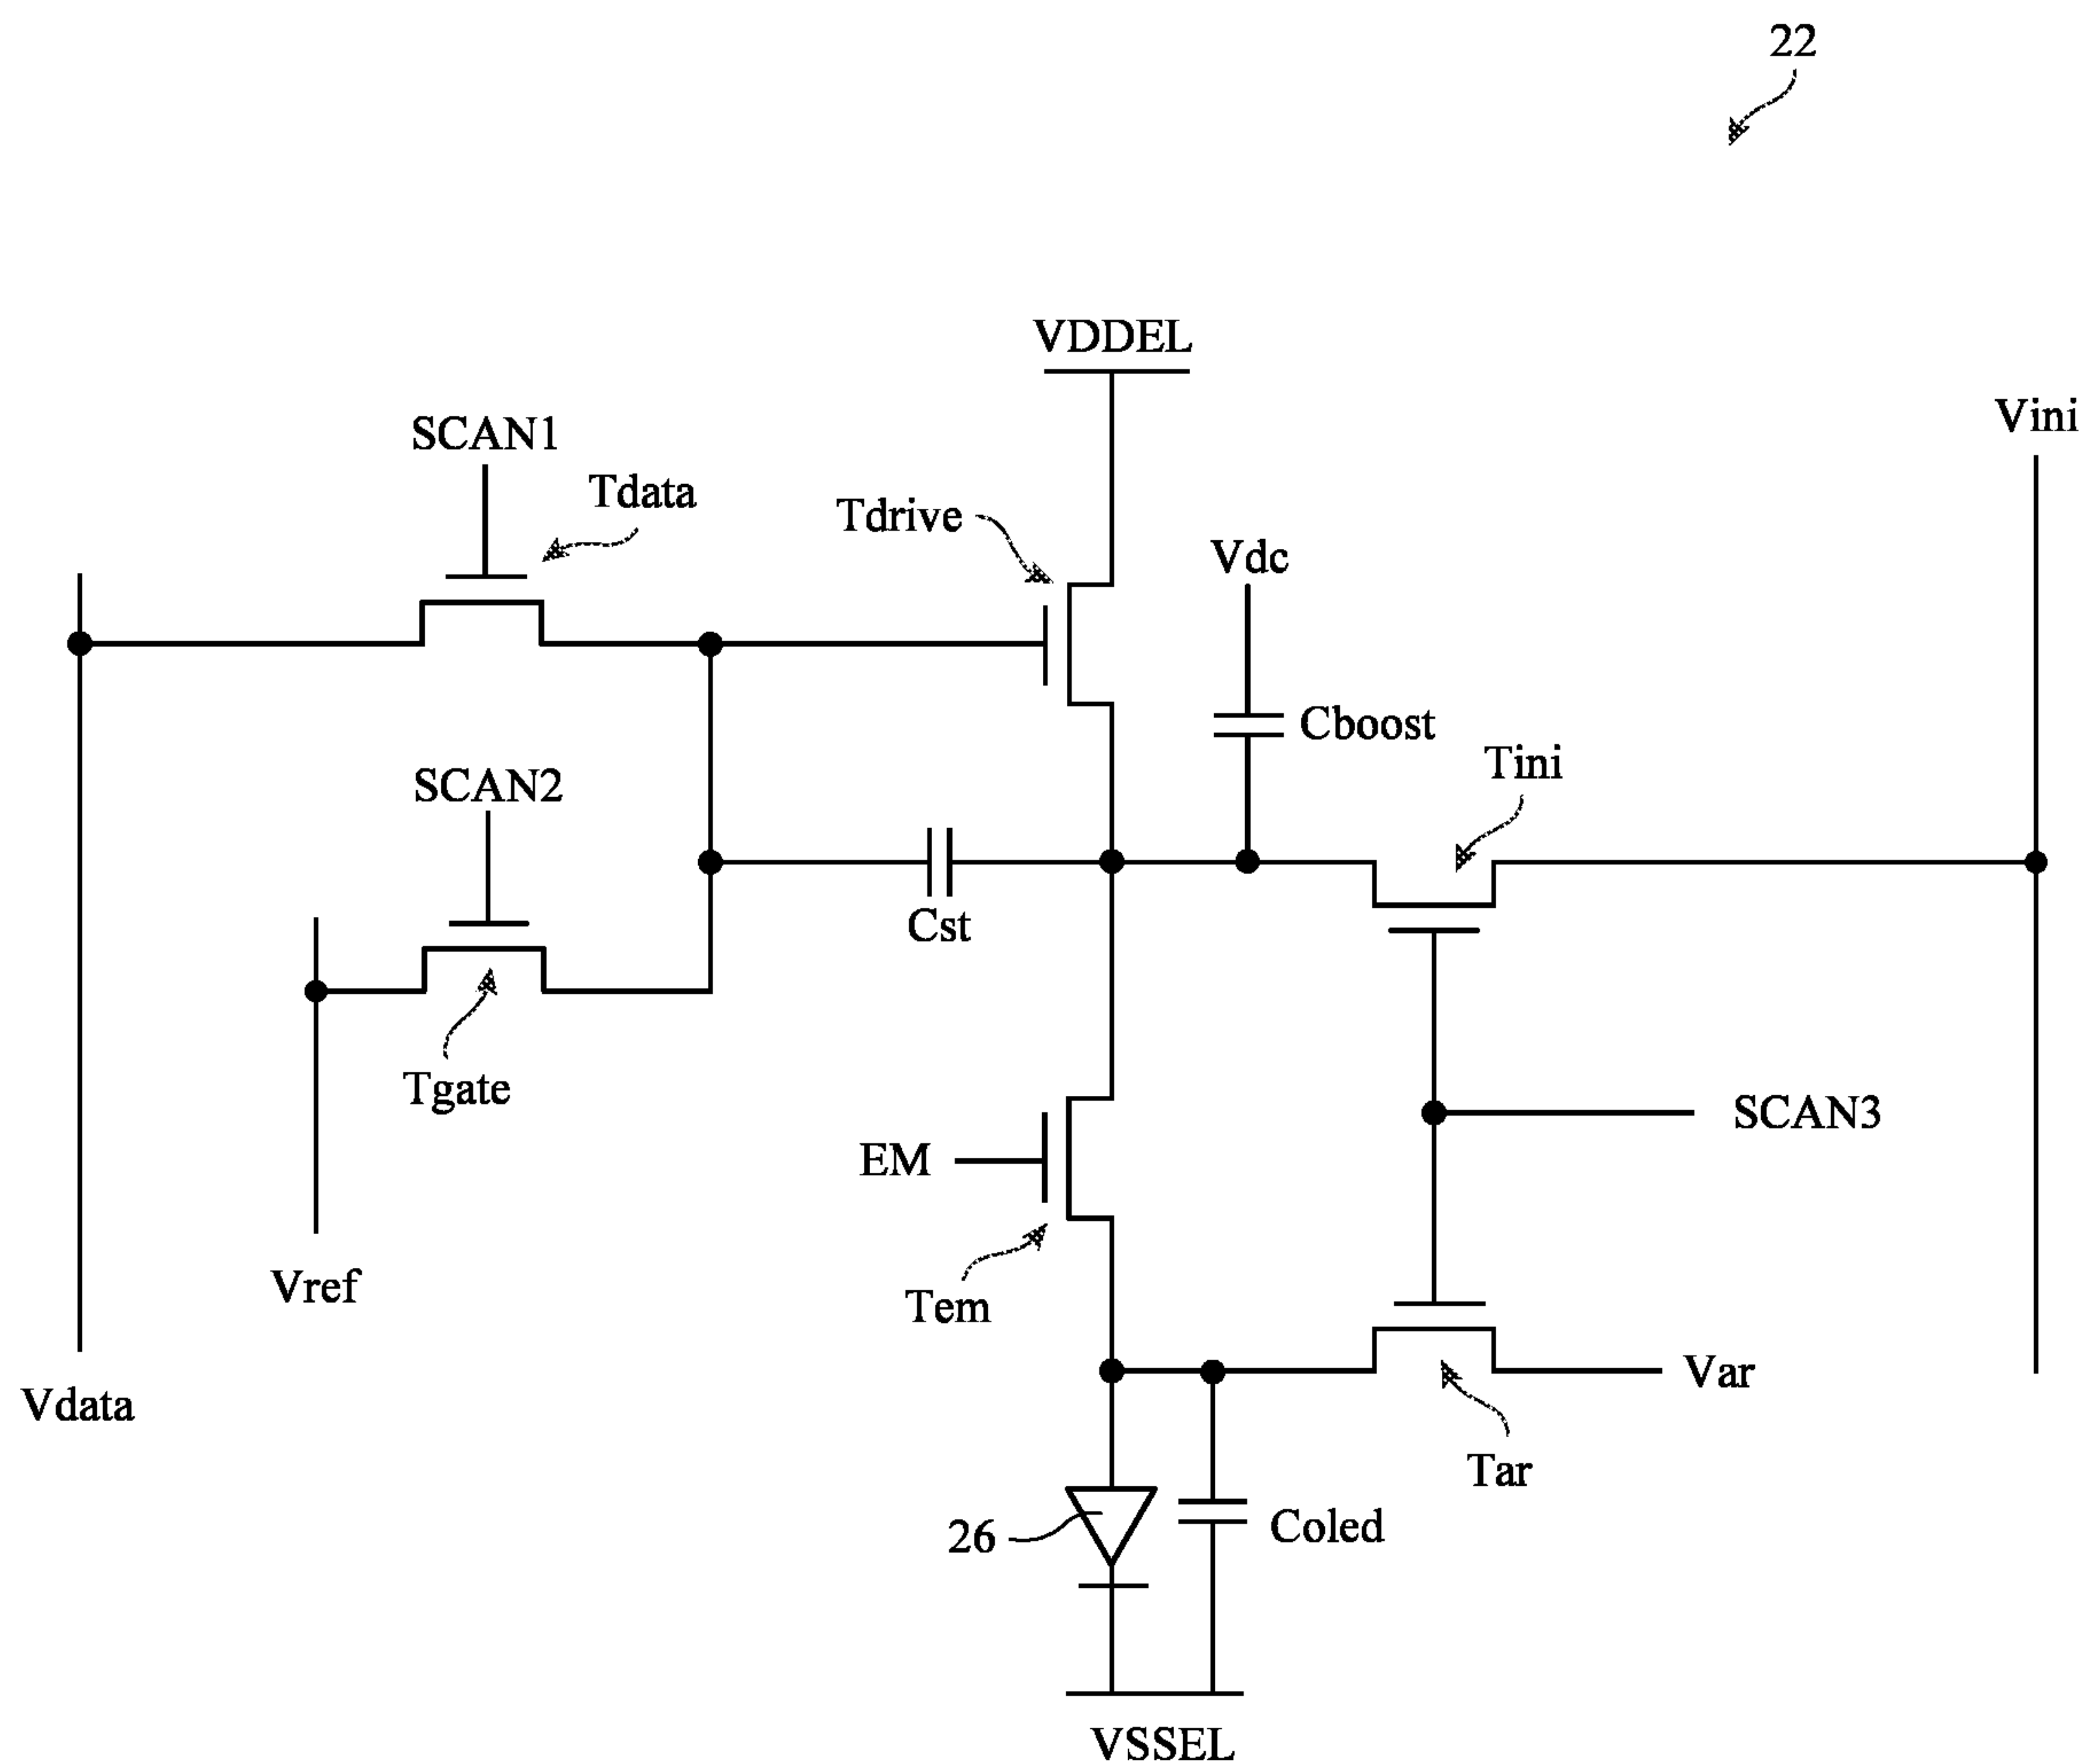 22
VDDEL
Vini
SCAN1
Tdata
Tdrive
Vdc
Cboost
Tini
SCAN2
Cst
Tgate
SCAN3
EM
Vref
Tem
Var
Vdata
Tar
26
Coled
VSSEL